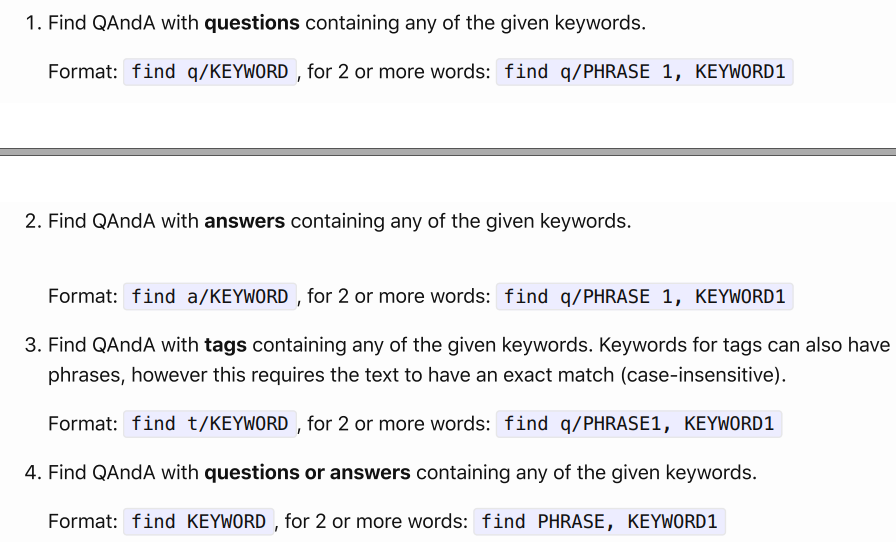 1. Find QAndA with questions containing any of the given keywords.
Format: find q/KEYWORD , for 2 or more words: find q/PHRASE 1, KEYWORD1
2. Find QAndA with answers containing any of the given keywords.
Format: find a/KEYWORD , for 2 or more words: find q/PHRASE 1, KEYWORD1
3. Find QAndA with tags containing any of the given keywords. Keywords for tags can also have
phrases, however this requires the text to have an exact match (case-insensitive).
Format: find t/KEYWORD , for 2 or more words: find q/PHRASE1, KEYWORD1
4. Find QAndA with questions or answers containing any of the given keywords.
Format: find KEYWORD , for 2 or more words: find PHRASE, KEYWORD1